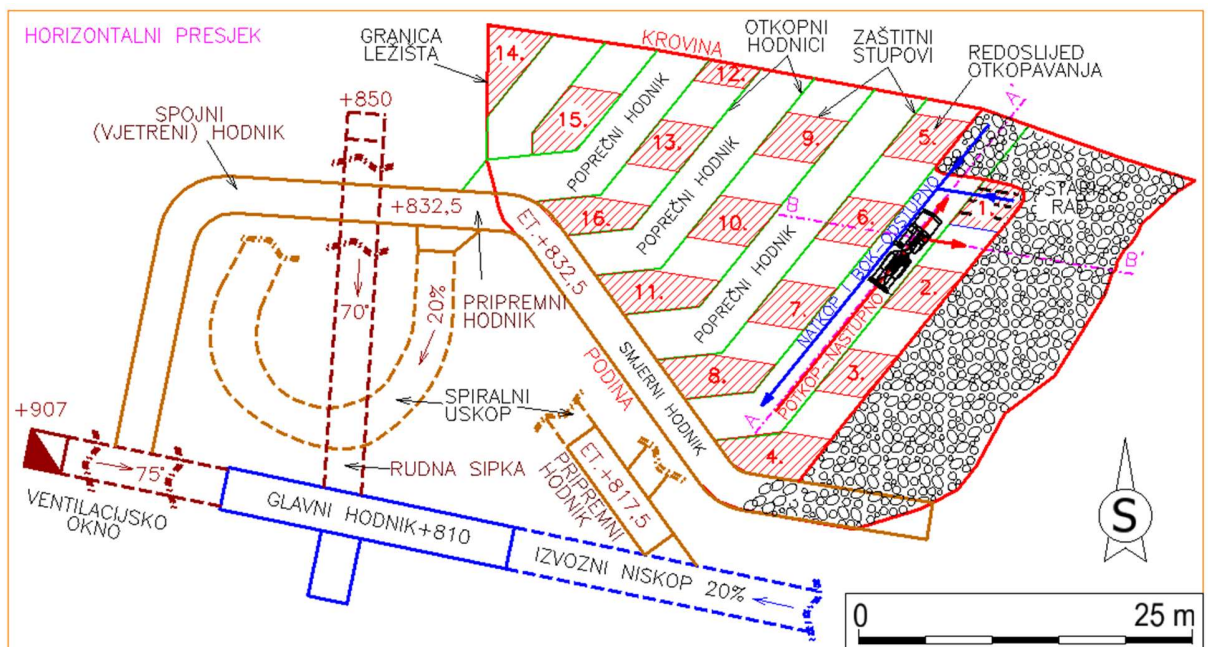 HORIZONTALNI PRESJEK
GRANICA
LEŽIŠTA
KROVINA
OTKOPNI
HODNICI
ZAŠTITNI
STUPOVI
REDOSLIJED
OTKOPAVANJA
14.
12.
15.
13.
9.
5.
A'
+850
SPOJNI
(VJETRENI) HODNIK
POPREČNI HODNIK
POPREČNI HODNIK
POPREČNI HODNIK
STARI
RAD
1.
+832,5
ET.+832,5
16.
10.
6.
B
B'
NATKOP I BOK-ODSTUPNO
POTKOP-NASTUPNO
PRIPREMNI
HODNIK
70°
20%
11.
7.
2.
SMJERNI HODNIK
PODINA
8.
3.
A
4.
SPIRALNI
USKOP
+907
75°
RUDNA SIPKA
ET.+817,5
PRIPREMNI
HODNIK
VENTILACIJSKO
OKNO
GLAVNI HODNIK+810
IZVOZNI NISKOP 20%
S
0 25 m